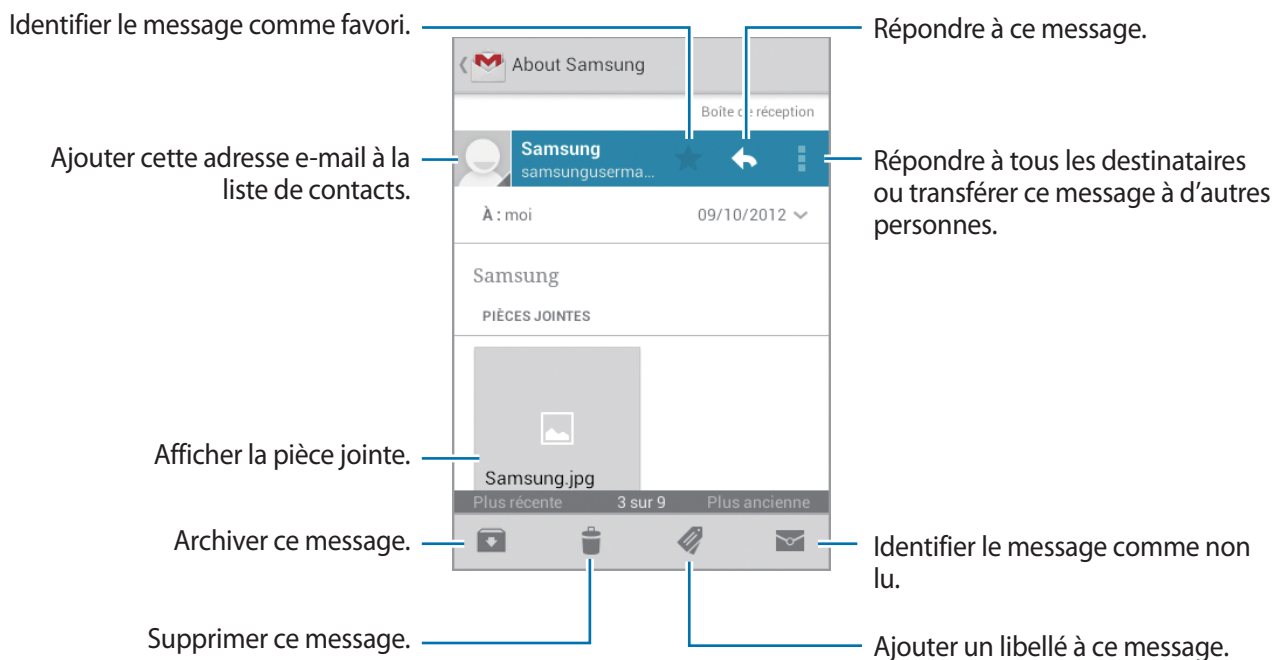 Identifier le message comme favori.
Répondre à ce message.
About Samsung
Boîte de réception
Ajouter cette adresse e-mail à la
liste de contacts.
Samsung
samsunguserma...
Répondre à tous les destinataires
ou transférer ce message à d'autres
personnes.
À : moi
09/10/2012
Samsung
PIÈCES JOINTES
Afficher la pièce jointe.
Samsung.jpg
Plus récente
3 sur 9
Plus ancienne
Archiver ce message.
Identifier le message comme non
lu.
Supprimer ce message.
Ajouter un libellé à ce message.